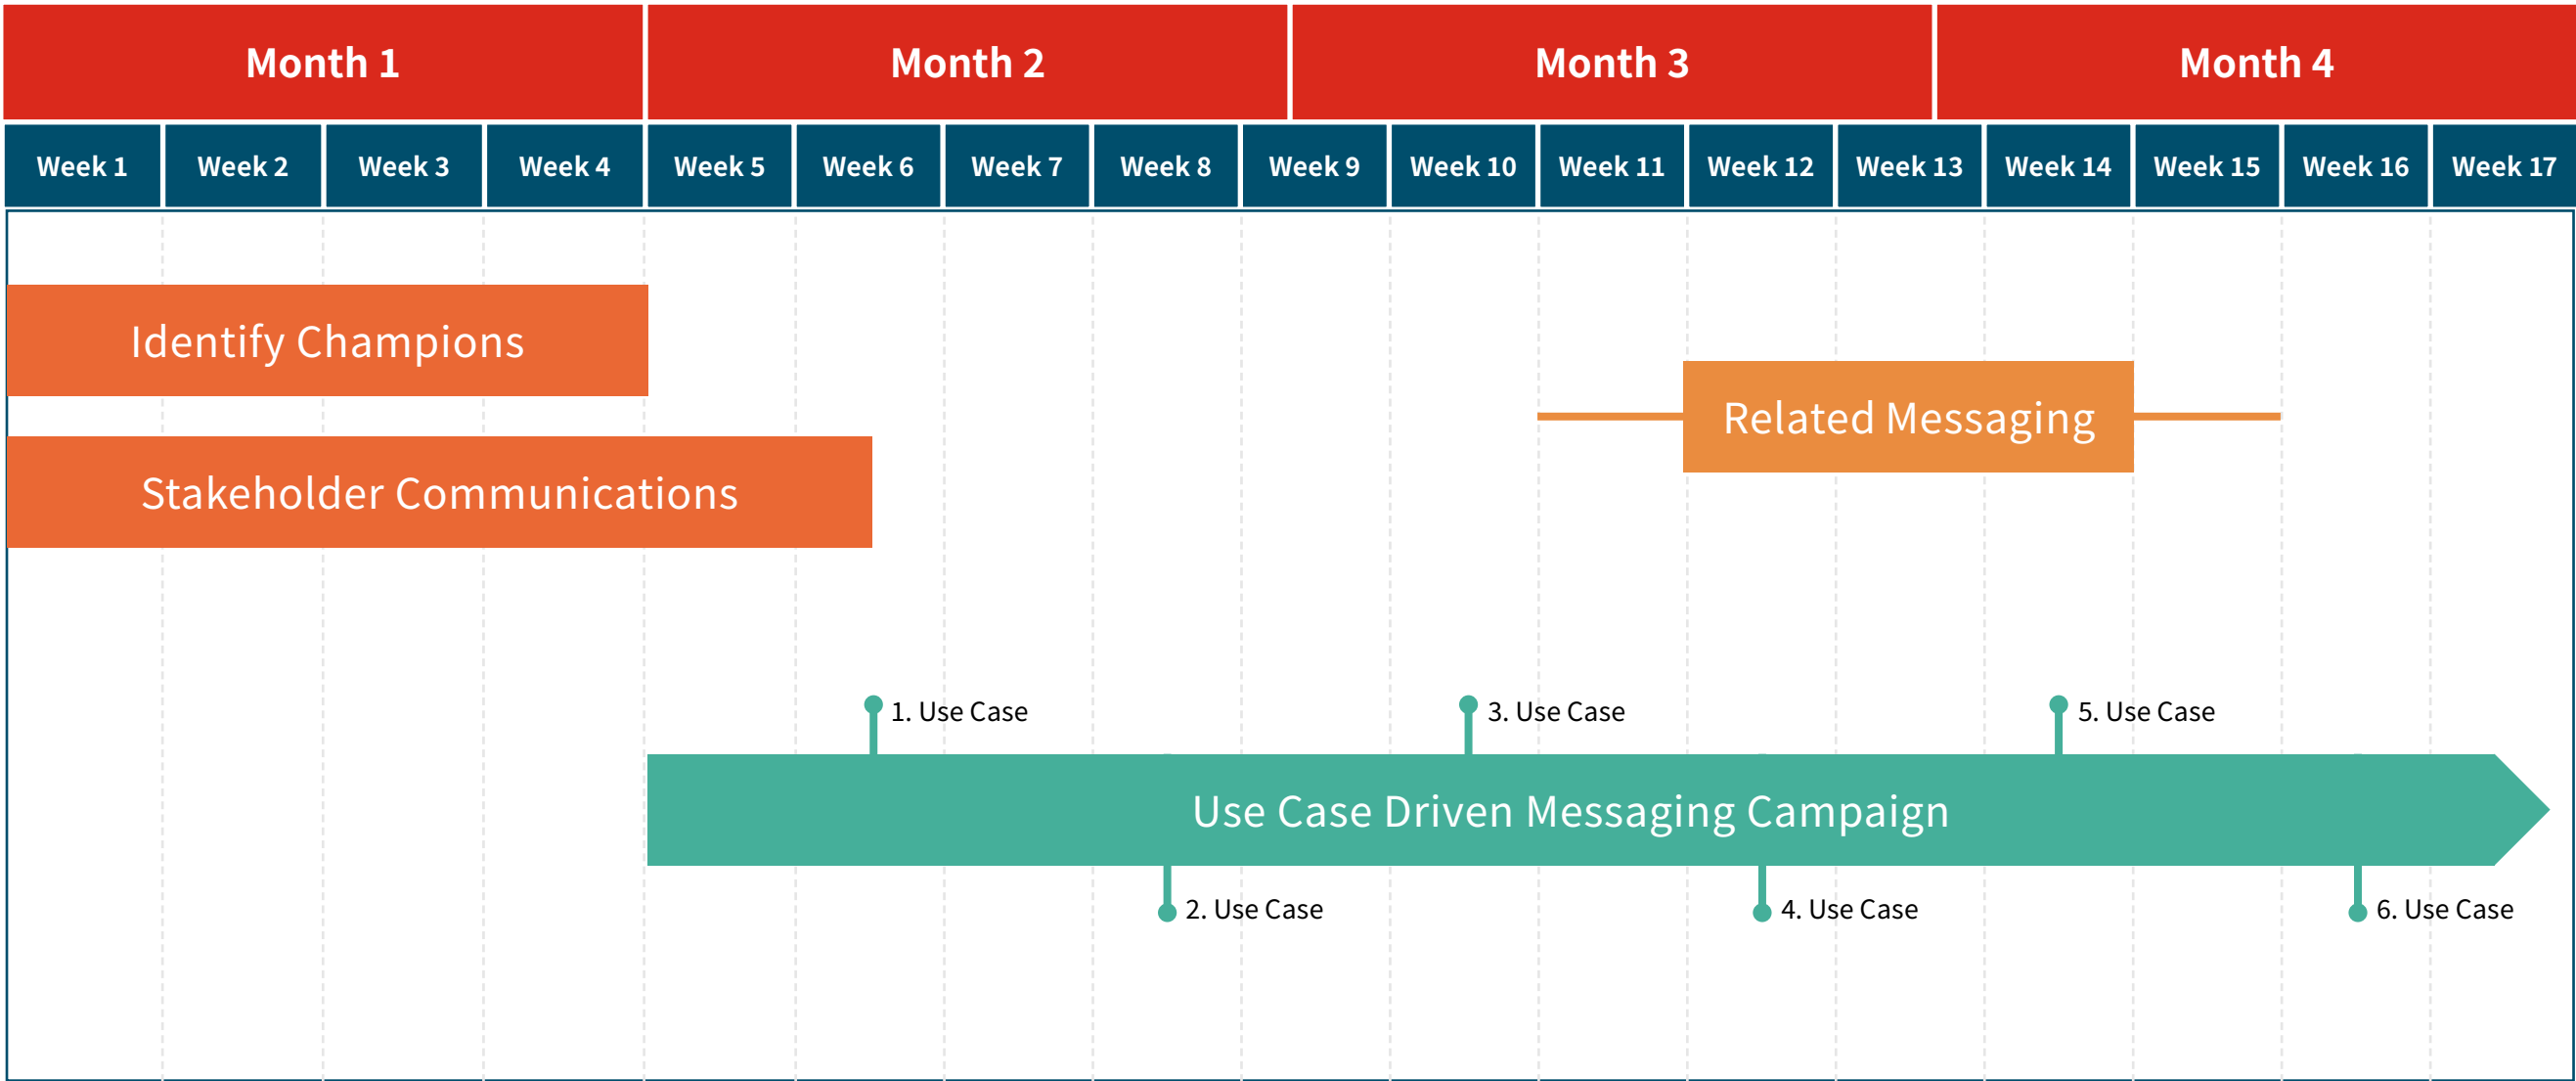 Month 1
Month 2
Month 3
Month 4
Week 1
Week 2
Week 3
Week 4
Week 5
Week 6
Week 7
Week 8
Week 9
Week 10
Week 11
Week 12
Week 13
Week 14
Week 15
Week 16
Week 17
Identify Champions
Related Messaging
Stakeholder Communications
1. Use Case
3. Use Case
5. Use Case
Use Case Driven Messaging Campaign
2. Use Case
4. Use Case
6. Use Case